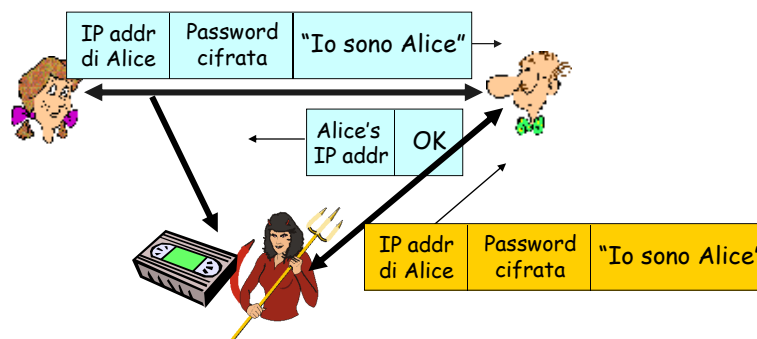 IP addr
di Alice
Password
cifrata
“Io sono Alice”
Alice's
IP addr
OK
IP addr
di Alice
Password
cifrata
“Io sono Alice”